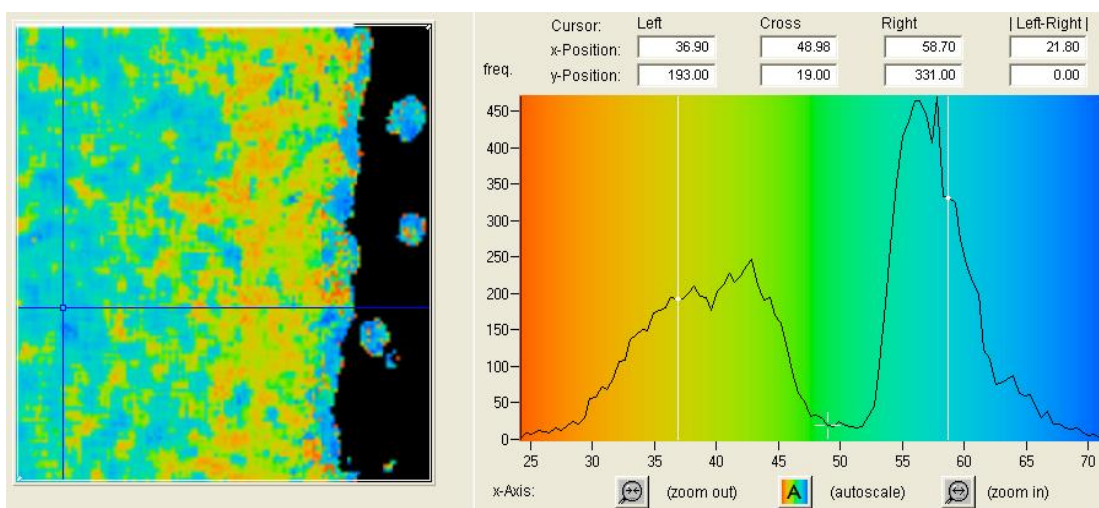 Cursor: Left Cross Right | Left-Right |
x-Position: 36.90 48.98 58.70 21.80
freq.
y-Position: 193.00 19.00 331.00 0.00
450
400
350
300
250
200
150
100
50
0
25 30 35 40 45 50 55 60 65 70
x-Axis: (zoom out) A (autoscale) (zoom in)